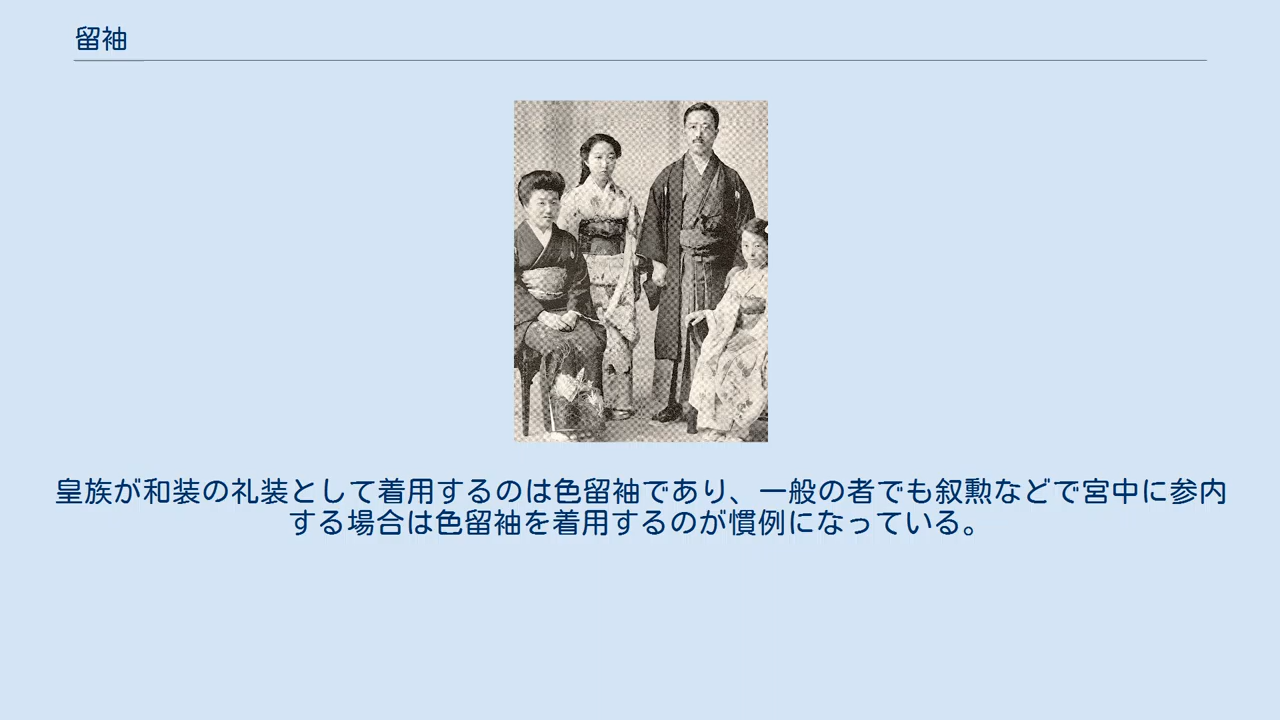 留袖
皇族が和装の礼装として着用するのは色留袖であり、一般の者でも叙勲などで宮中に参内
する場合は色留袖を着用するのが慣例になっている。